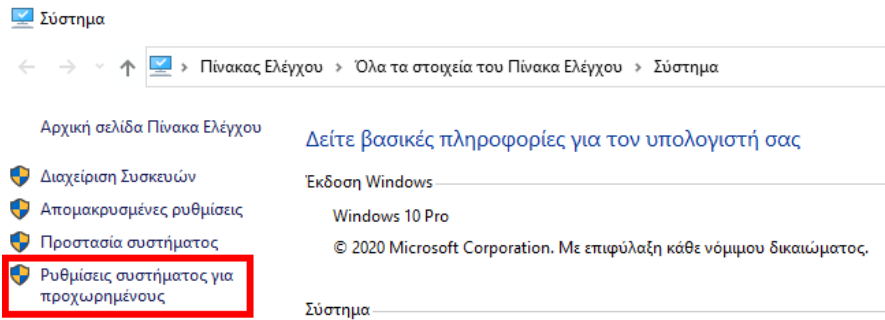 Σύστημα
Πίνακας Ελέγχου › Όλα τα στοιχεία του Πίνακα Ελέγχου › Σύστημα
Αρχική σελίδα Πίνακα Ελέγχου
Διαχείριση Συσκευών
Απομακρυσμένες ρυθμίσεις
Προστασία συστήματος
Ρυθμίσεις συστήματος για
προχωρημένους
Δείτε βασικές πληροφορίες για τον υπολογιστή σας
Έκδοση Windows
Windows 10 Pro
© 2020 Microsoft Corporation. Με επιφύλαξη κάθε νόμιμου δικαιώματος.
Σύστημα